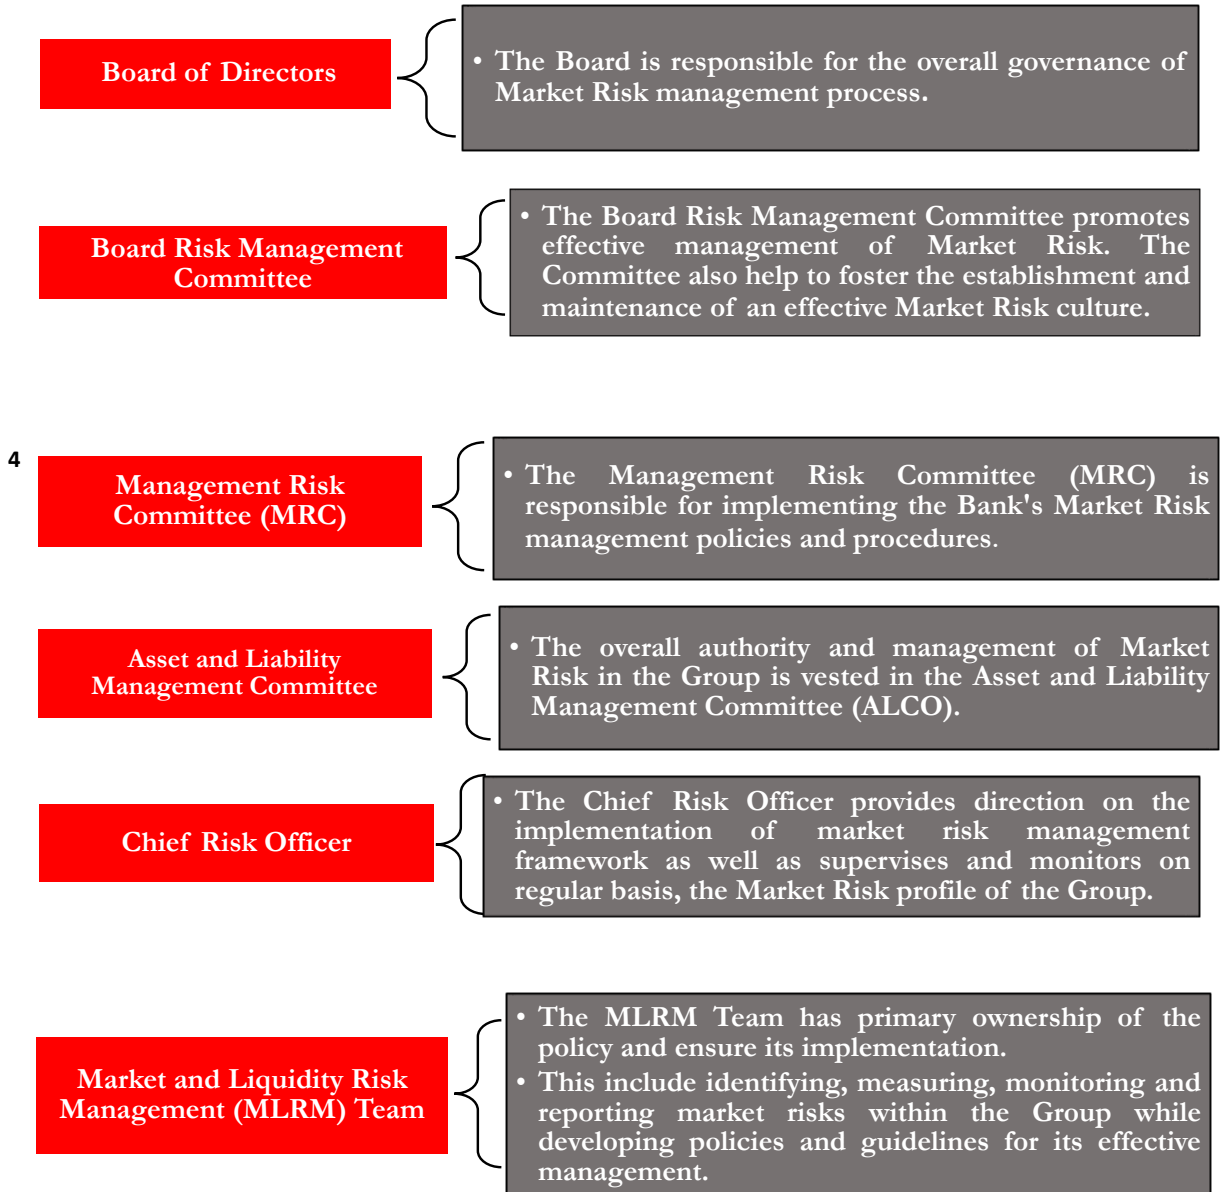 Board of Directors
• The Board is responsible for the overall governance of
Market Risk management process.
Board Risk Management
Committee
• The Board Risk Management Committee promotes
effective management of Market Risk. The
Committee also help to foster the establishment and
maintenance of an effective Market Risk culture.
4
Management Risk
Committee (MRC)
• The Management Risk Committee (MRC) is
responsible for implementing the Bank's Market Risk
management policies and procedures.
Asset and Liability
Management Committee
• The overall authority and management of Market
Risk in the Group is vested in the Asset and Liability
Management Committee (ALCO).
Chief Risk Officer
• The Chief Risk Officer provides direction on the
implementation of market risk management
framework as well as supervises and monitors on
regular basis, the Market Risk profile of the Group.
Market and Liquidity Risk
Management (MLRM) Team
• The MLRM Team has primary ownership of the
policy and ensure its implementation.
• This include identifying, measuring, monitoring and
reporting market risks within the Group while
developing policies and guidelines for its effective
management.